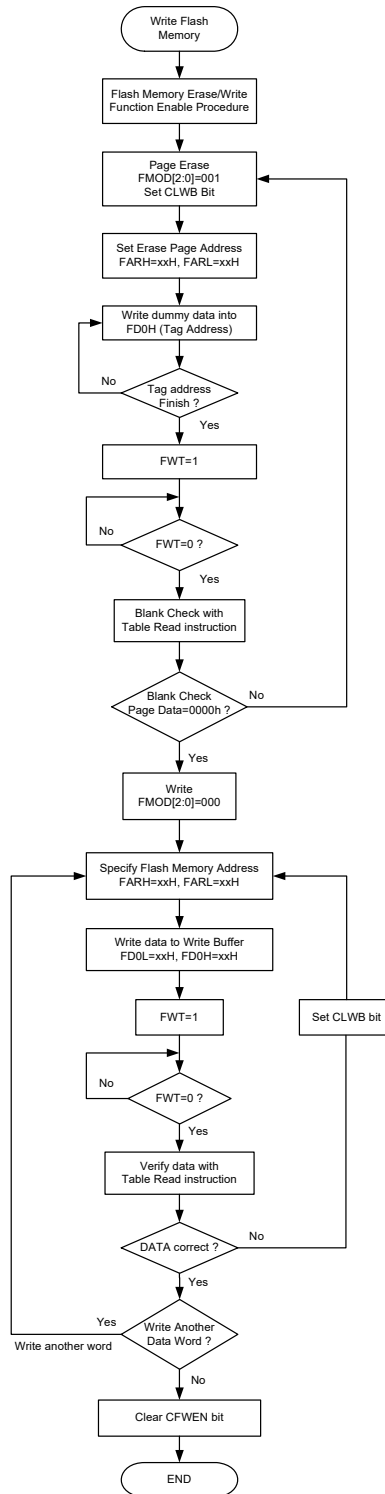 Write Flash
Memory
Flash Memory Erase/Write
Function Enable Procedure
Page Erase
FMOD[2:0]=001
Set CLWB Bit
Set Erase Page Address
FARH=xxH, FARL=xxH
Write dummy data into
FD0H (Tag Address)
No
Tag address
Finish ?
Yes
FWT=1
No
FWT=0 ?
Yes
Blank Check with
Table Read instruction
Blank Check
Page Data=0000h ?
No
Yes
Write
FMOD[2:0]=000
Specify Flash Memory Address
FARH=xxH, FARL=xxH
Write data to Write Buffer
FD0L=xxH, FD0H=xxH
FWT=1
Set CLWB bit
No
FWT=0 ?
Yes
Verify data with
Table Read instruction
DATA correct ?
No
Yes
Yes
Write another word
Write Another
Data Word ?
No
Clear CFWEN bit
END